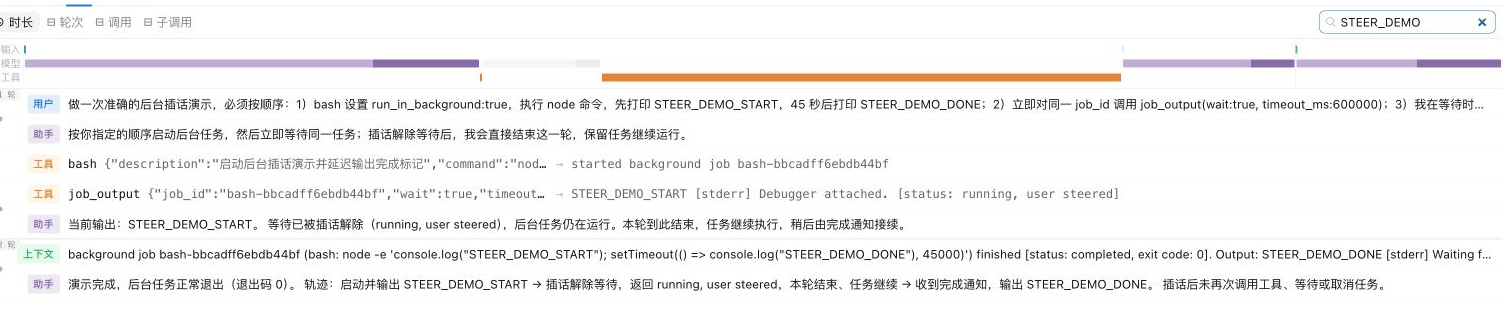 时长 轮次 调用 子调用 STEER_DEMO
输入
模型
工具
1 轮
用户 做一次准确的后台插话演示，必须按顺序：1）bash 设置 run_in_background:true，执行 node 命令，先打印 STEER_DEMO_START，45 秒后打印 STEER_DEMO_DONE；2）立即对同一 job_id 调用 job_output(wait:true, timeout_ms:600000)；3）我在等待时…
助手 按你指定的顺序启动后台任务，然后立即等待同一任务；插话解除等待后，我会直接结束这一轮，保留任务继续运行。
工具 bash {"description":"启动后台插话演示并延迟输出完成标记","command":"nod… → started background job bash-bbcadff6ebdb44bf
工具 job_output {"job_id":"bash-bbcadff6ebdb44bf","wait":true,"timeout… → STEER_DEMO_START [stderr] Debugger attached. [status: running, user steered]
助手 当前输出：STEER_DEMO_START。 等待已被插话解除（running, user steered），后台任务仍在运行。本轮到此结束，任务继续执行，稍后由完成通知接续。
2 轮
上下文 background job bash-bbcadff6ebdb44bf (bash: node -e 'console.log("STEER_DEMO_START"); setTimeout(() => console.log("STEER_DEMO_DONE"), 45000)') finished [status: completed, exit code: 0]. Output: STEER_DEMO_DONE [stderr] Waiting f…
助手 演示完成，后台任务正常退出（退出码 0）。 轨迹：启动并输出 STEER_DEMO_START → 插话解除等待，返回 running, user steered，本轮结束、任务继续 → 收到完成通知，输出 STEER_DEMO_DONE。 插话后未再次调用工具、等待或取消任务。